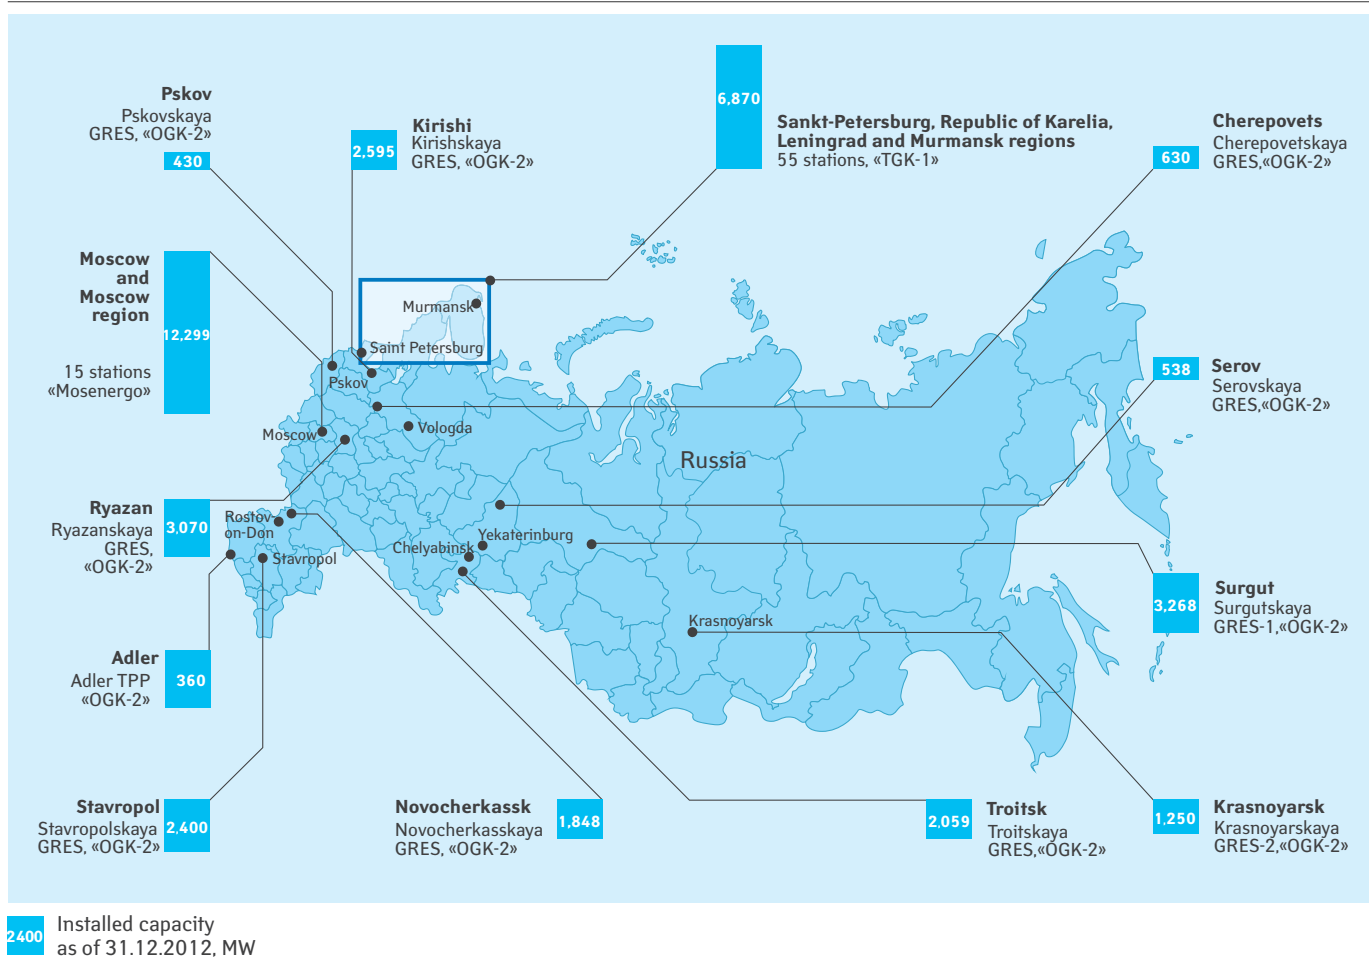 Pskov
Pskovskaya
GRES, «OGK-2»
430
2,595
Kirishi
Kirishskaya
GRES, «OGK-2»
6,870
Sankt-Petersburg, Republic of Karelia,
Leningrad and Murmansk regions
55 stations, «TGK-1»
630
Cherepovets
Cherepovetskaya
GRES,«OGK-2»
Moscow
and
Moscow
region
12,299
15 stations
«Mosenergo»
Murmansk
Saint Petersburg
Pskov
Moscow
Vologda
Russia
538
Serov
Serovskaya
GRES,«OGK-2»
Ryazan
Ryazanskaya
GRES,
«OGK-2»
3,070
Rostov-
on-Don
Stavropol
Chelyabinsk
Yekaterinburg
Krasnoyarsk
3,268
Surgut
Surgutskaya
GRES-1,«OGK-2»
Adler
Adler TPP
«OGK-2»
360
Stavropol
Stavropolskaya
GRES, «OGK-2»
2,400
Novocherkassk
Novocherkasskaya
GRES, «OGK-2»
1,848
2,059
Troitsk
Troitskaya
GRES,«OGK-2»
1,250
Krasnoyarsk
Krasnoyarskaya
GRES-2,«OGK-2»
2400
Installed capacity
as of 31.12.2012, MW